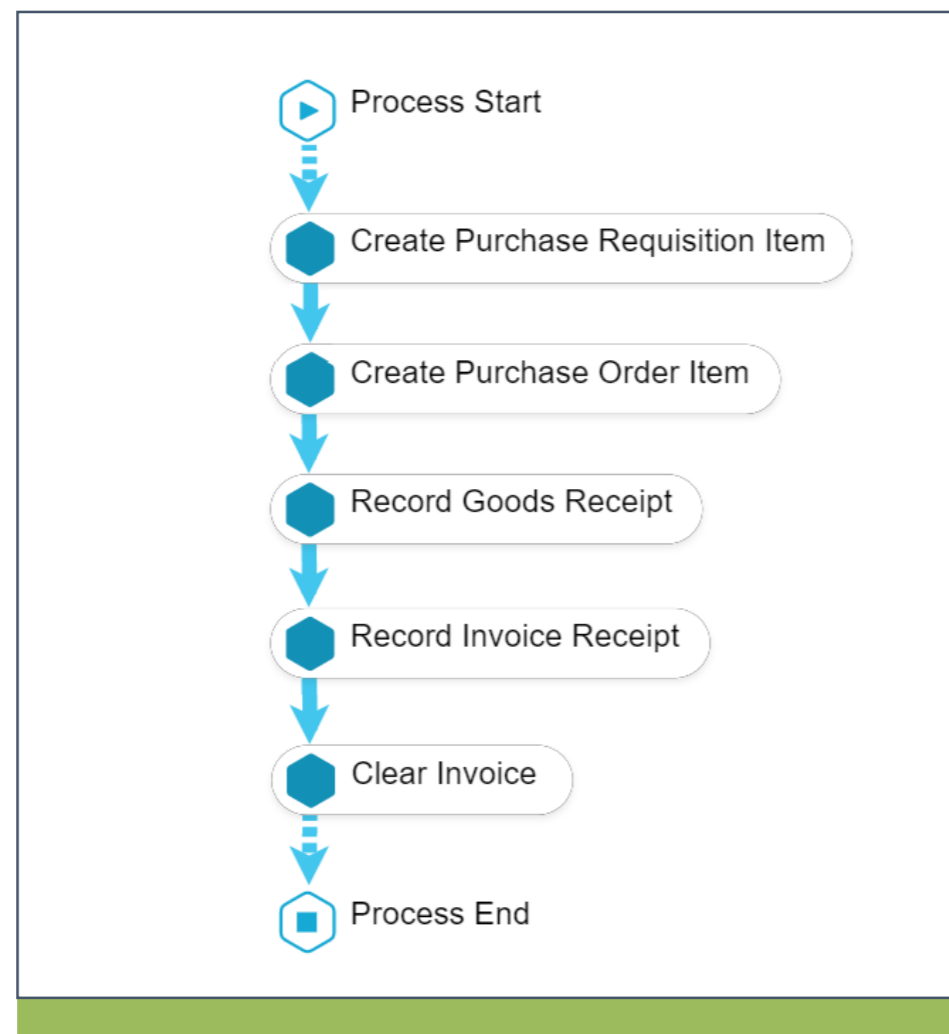 Process Start
Create Purchase Requisition Item
Create Purchase Order Item
Record Goods Receipt
Record Invoice Receipt
Clear Invoice
Process End